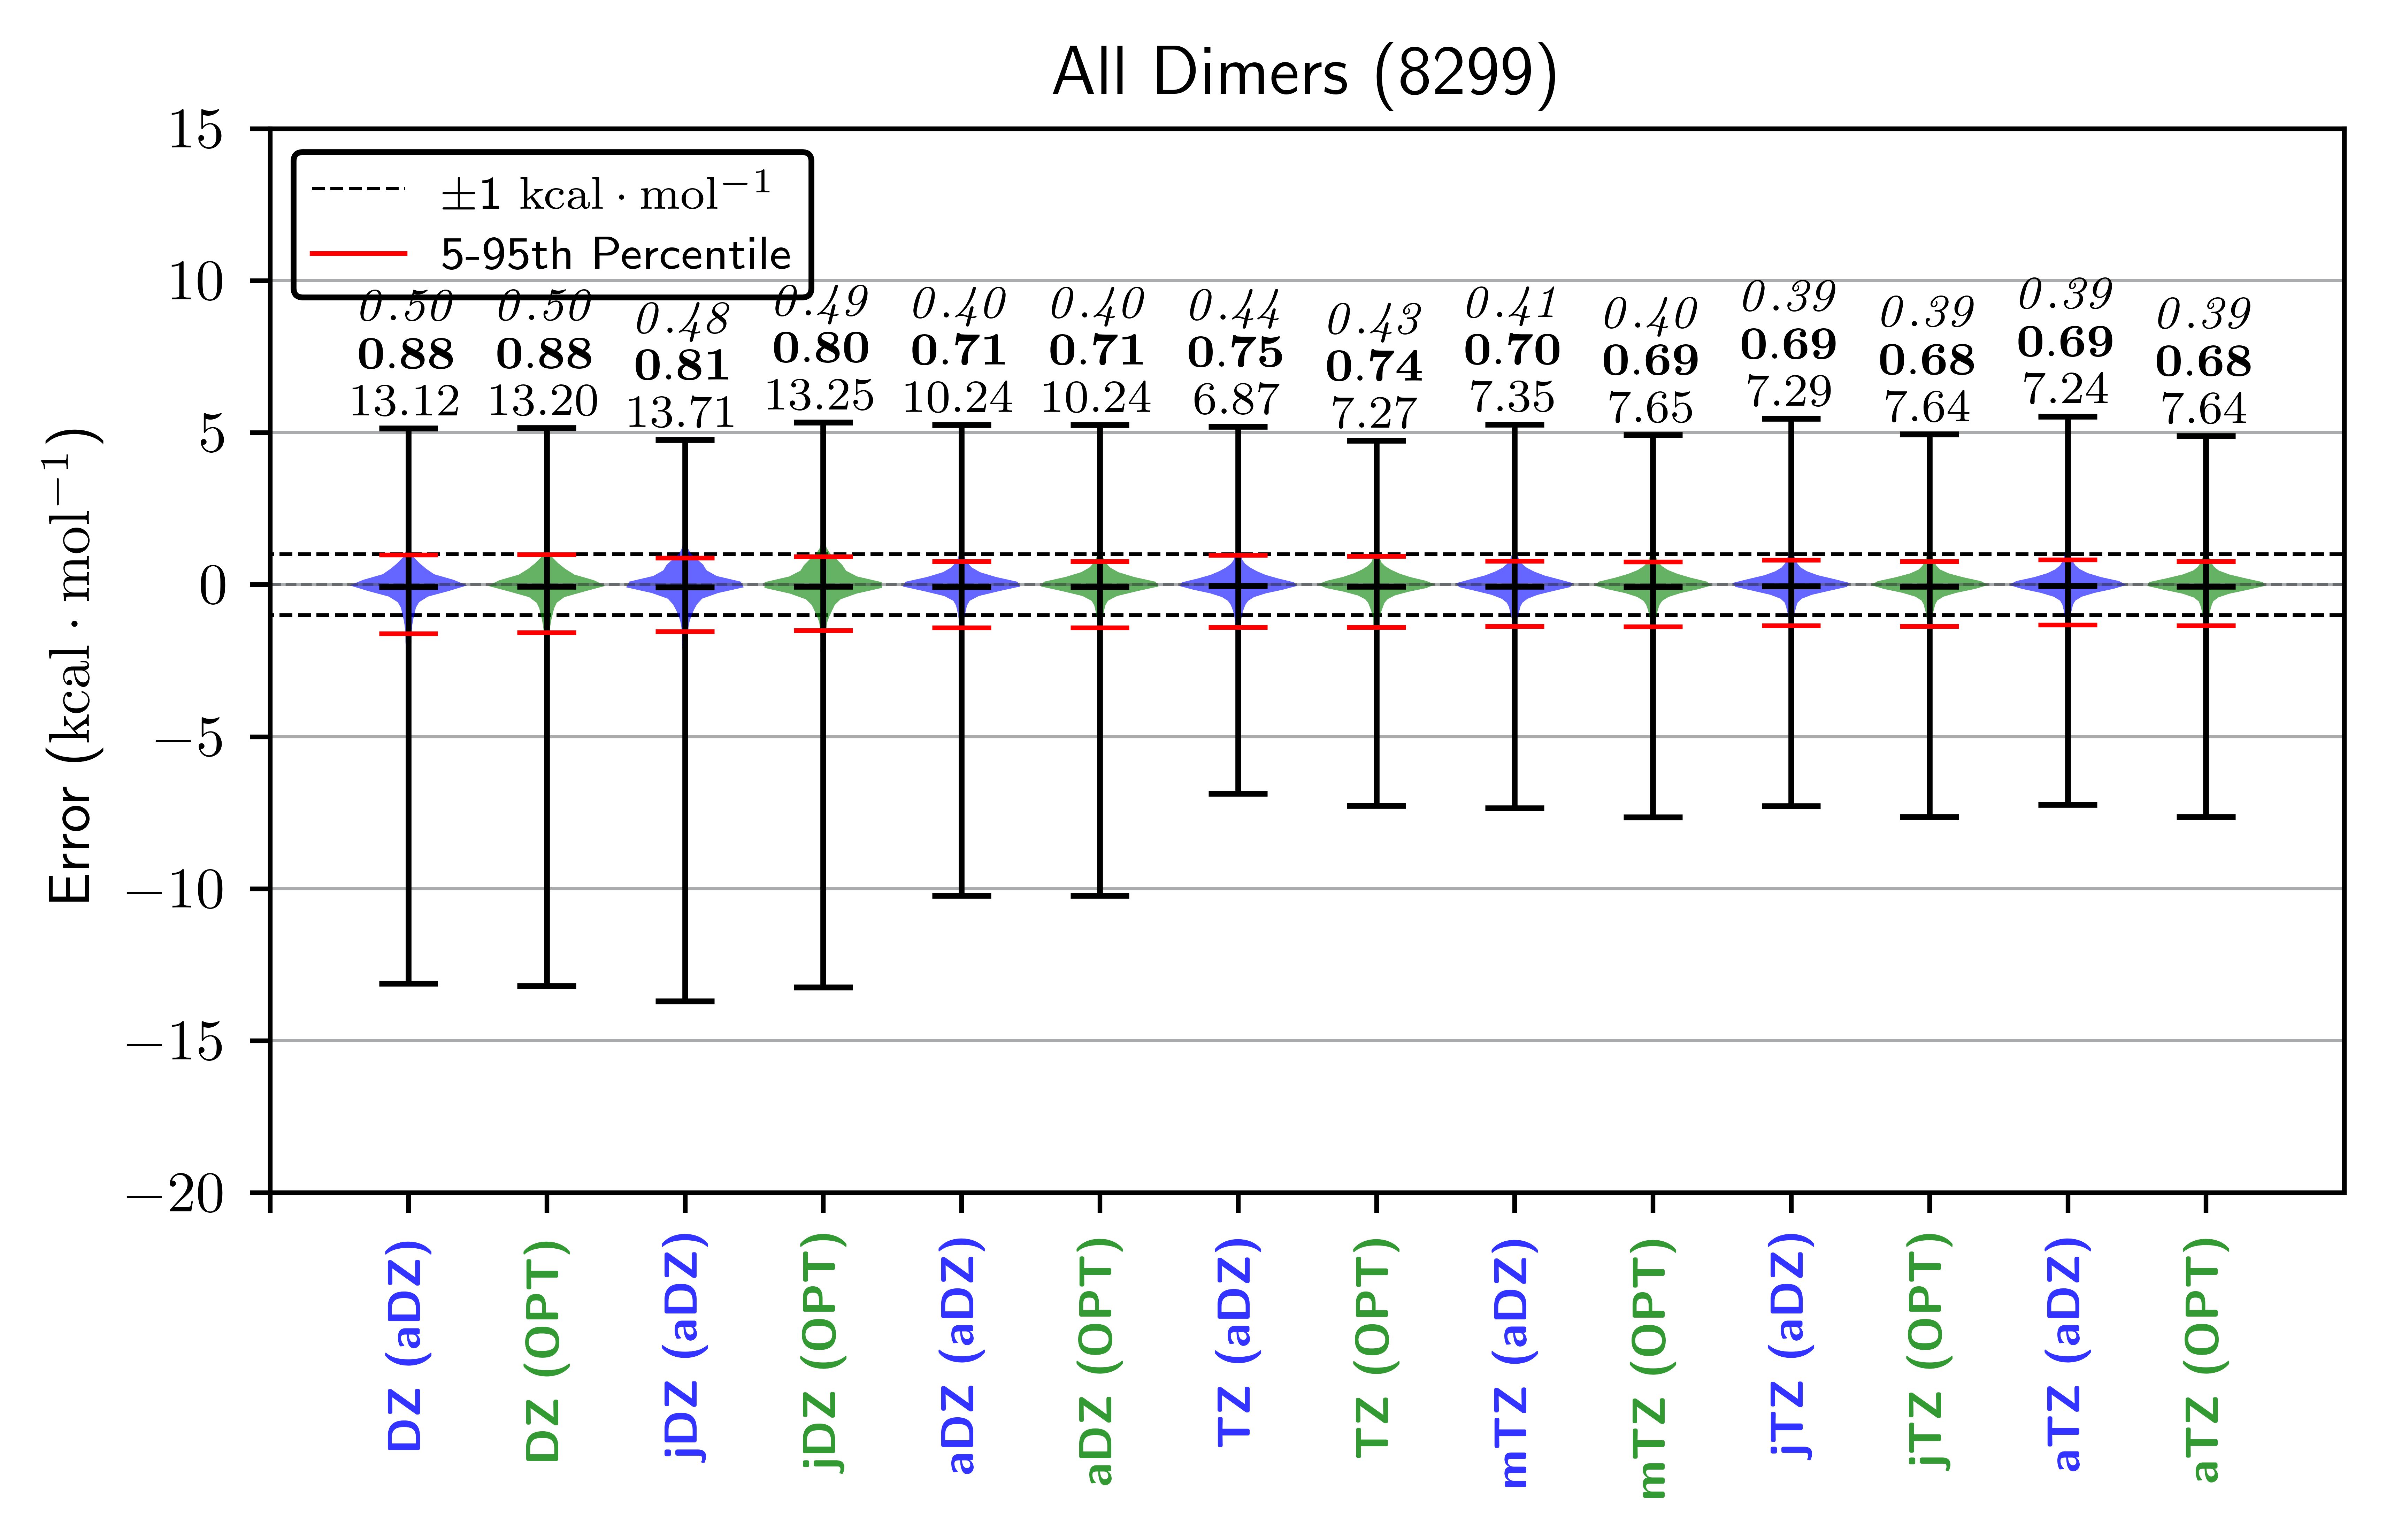 All Dimers (8299)
15
10
5
0
−5
−10
−15
−20
Error (kcal · mol⁻¹)
±1 kcal · mol⁻¹
5-95th Percentile
0.50 0.50 0.48 0.49 0.40 0.40 0.44 0.43 0.41 0.40 0.39 0.39 0.39 0.39
0.88 0.88 0.81 0.80 0.71 0.71 0.75 0.74 0.70 0.69 0.69 0.68 0.69 0.68
13.12 13.20 13.71 13.25 10.24 10.24 6.87 7.27 7.35 7.65 7.29 7.64 7.24 7.64
DZ (aDZ)
DZ (OPT)
jDZ (aDZ)
jDZ (OPT)
aDZ (aDZ)
aDZ (OPT)
TZ (aDZ)
TZ (OPT)
mTZ (aDZ)
mTZ (OPT)
jTZ (aDZ)
jTZ (OPT)
aTZ (aDZ)
aTZ (OPT)